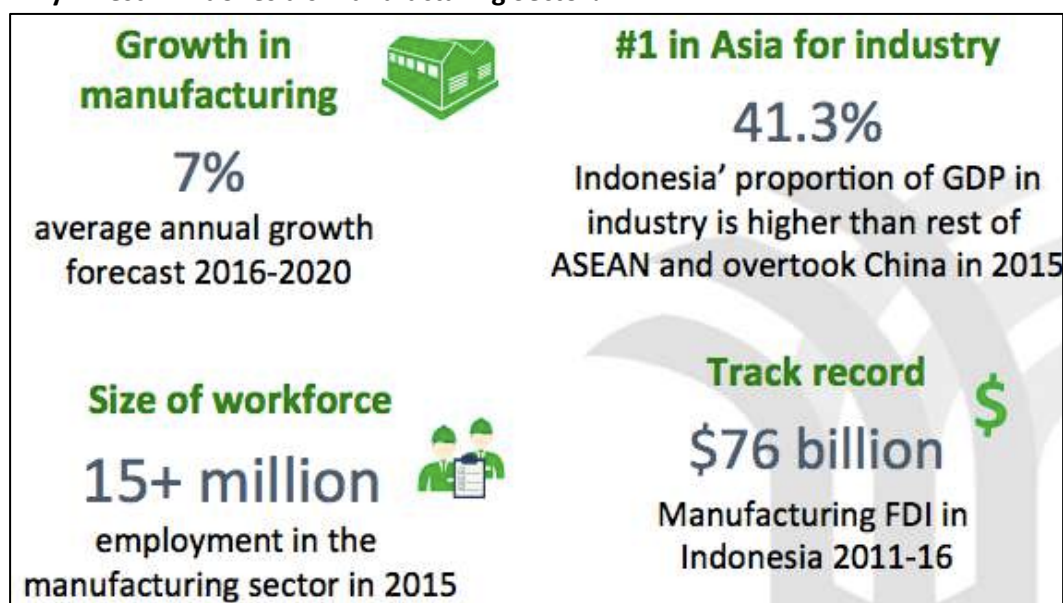 Growth in
manufacturing
7%
average annual growth
forecast 2016-2020
#1 in Asia for industry
41.3%
Indonesia' proportion of GDP in
industry is higher than rest of
ASEAN and overtook China in 2015
Size of workforce
15+ million
employment in the
manufacturing sector in 2015
Track record
$
$76 billion
Manufacturing FDI in
Indonesia 2011-16